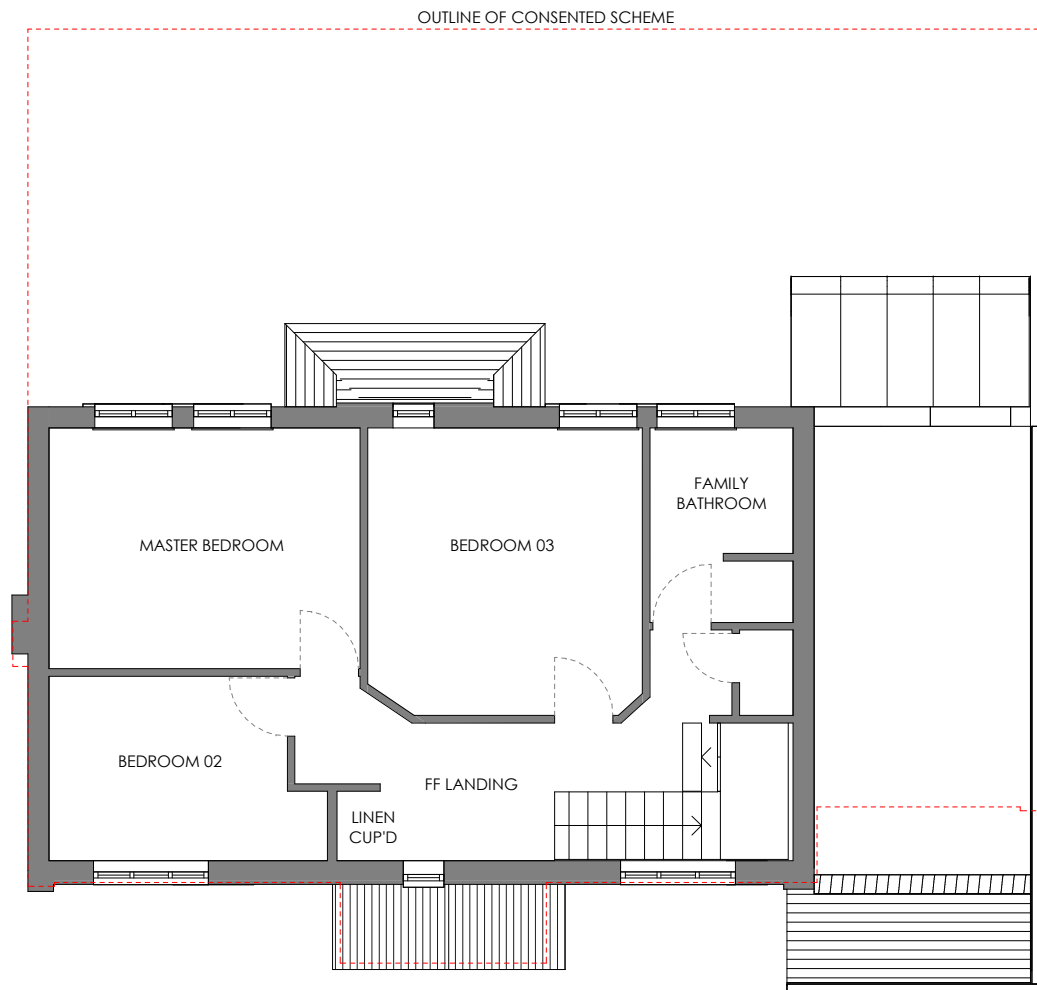 OUTLINE OF CONSENTED SCHEME
FAMILY
BATHROOM
MASTER BEDROOM
BEDROOM 03
BEDROOM 02
FF LANDING
LINEN
CUP'D